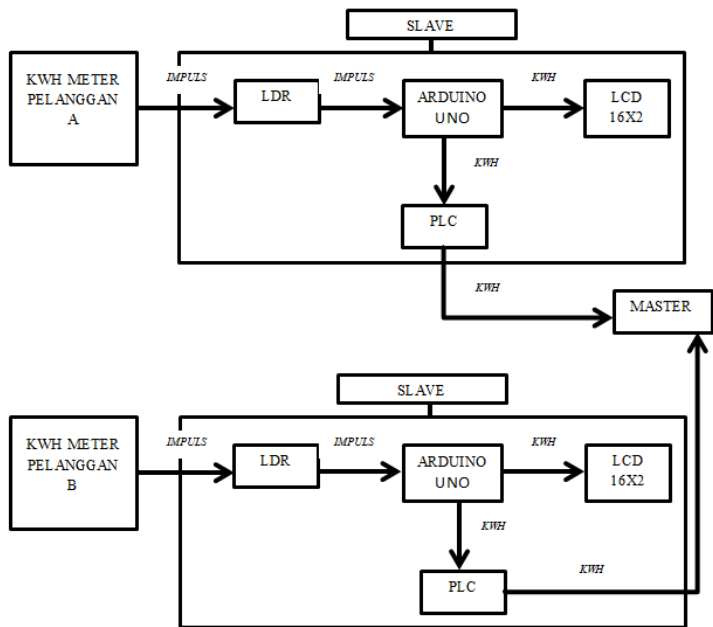 SLAVE
KWH METER
PELANGGAN
A
IMPULS
LDR
IMPULS
ARDUINO
UNO
KWH
LCD
16X2
KWH
PLC
KWH
MASTER
SLAVE
KWH METER
PELANGGAN
B
IMPULS
LDR
IMPULS
ARDUINO
UNO
KWH
LCD
16X2
KWH
PLC
KWH